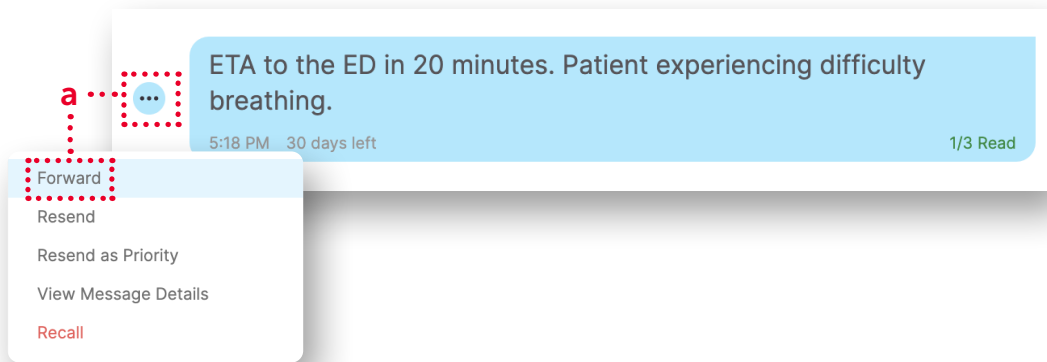 ETA to the ED in 20 minutes. Patient experiencing difficulty
breathing.
5:18 PM 30 days left 1/3 Read
a
Forward
Resend
Resend as Priority
View Message Details
Recall